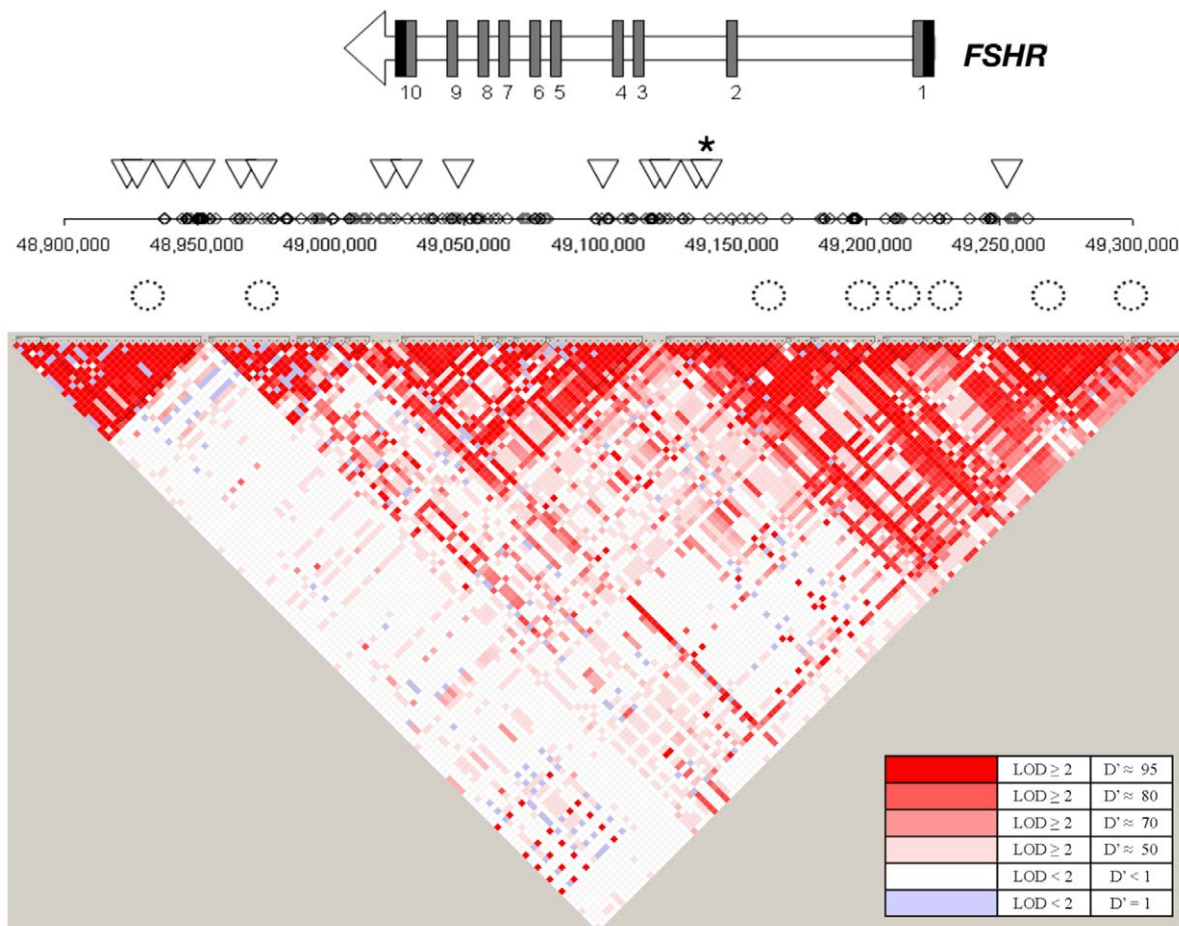 FSHR
10 9 8 7 6 5 4 3 2 1
*
48,900,000 48,950,000 49,000,000 49,050,000 49,100,000 49,150,000 49,200,000 49,250,000 49,300,000
LOD ≥ 2 D' ≈ 95
LOD ≥ 2 D' ≈ 80
LOD ≥ 2 D' ≈ 70
LOD ≥ 2 D' ≈ 50
LOD < 2 D' < 1
LOD < 2 D' = 1